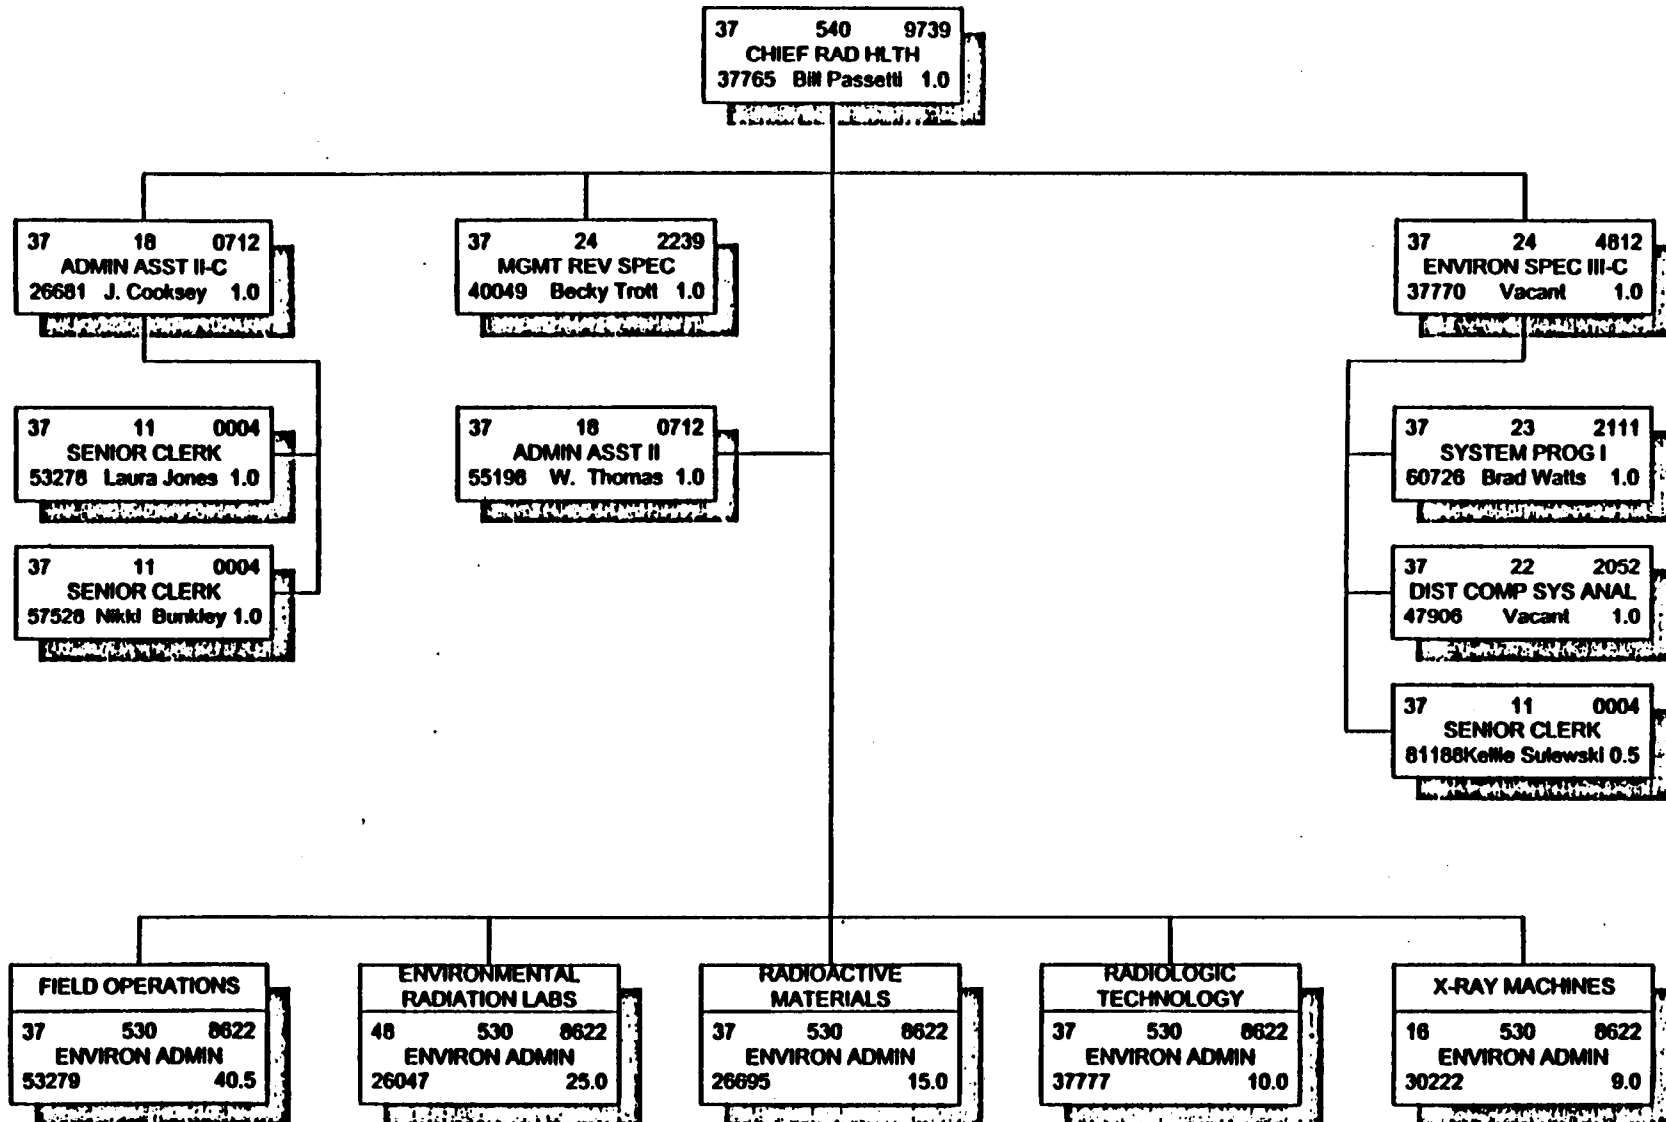 37 540 9739
CHIEF RAD HLTH
37765 Bill Passetti 1.0
37 18 0712
ADMIN ASST II-C
26681 J. Cooksey 1.0
37 24 2239
MGMT REV SPEC
40049 Becky Trott 1.0
37 24 4812
ENVIRON SPEC III-C
37770 Vacant 1.0
37 11 0004
SENIOR CLERK
53278 Laura Jones 1.0
37 18 0712
ADMIN ASST II
55198 W. Thomas 1.0
37 23 2111
SYSTEM PROG I
60726 Brad Watts 1.0
37 11 0004
SENIOR CLERK
57528 Nikki Bunkley 1.0
37 22 2052
DIST COMP SYS ANAL
47906 Vacant 1.0
37 11 0004
SENIOR CLERK
81188Kellie Sulewski 0.5
FIELD OPERATIONS
37 530 8622
ENVIRON ADMIN
53279 40.5
ENVIRONMENTAL
RADIATION LABS
48 530 8622
ENVIRON ADMIN
26047 25.0
RADIOACTIVE
MATERIALS
37 530 8622
ENVIRON ADMIN
26695 15.0
RADIOLOGIC
TECHNOLOGY
37 530 8622
ENVIRON ADMIN
37777 10.0
X-RAY MACHINES
16 530 8622
ENVIRON ADMIN
30222 9.0